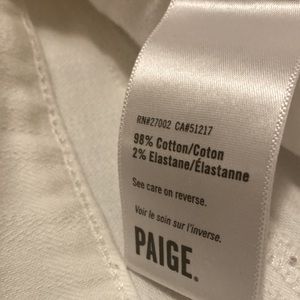 RN#27002 CA#51217
98% Cotton/Coton
2% Elastane/Élastanne
See care on reverse.
Voir le soin sur l'inverse.
PAIGE.